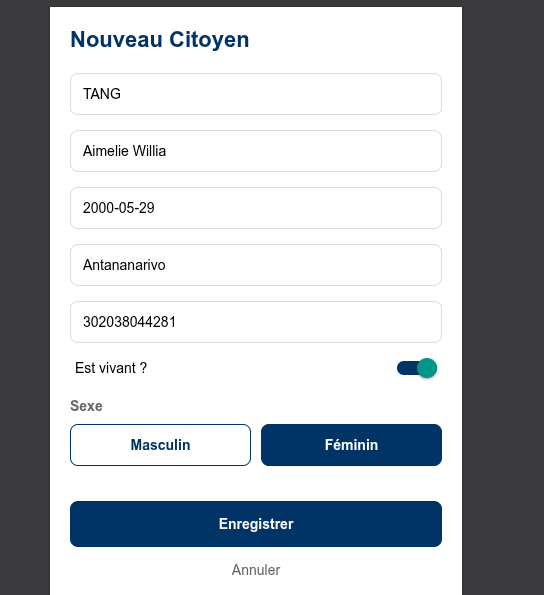 Nouveau Citoyen
TANG
Aimelie Willia
2000-05-29
Antananarivo
302038044281
Est vivant ?
Sexe
Masculin
Féminin
Enregistrer
Annuler